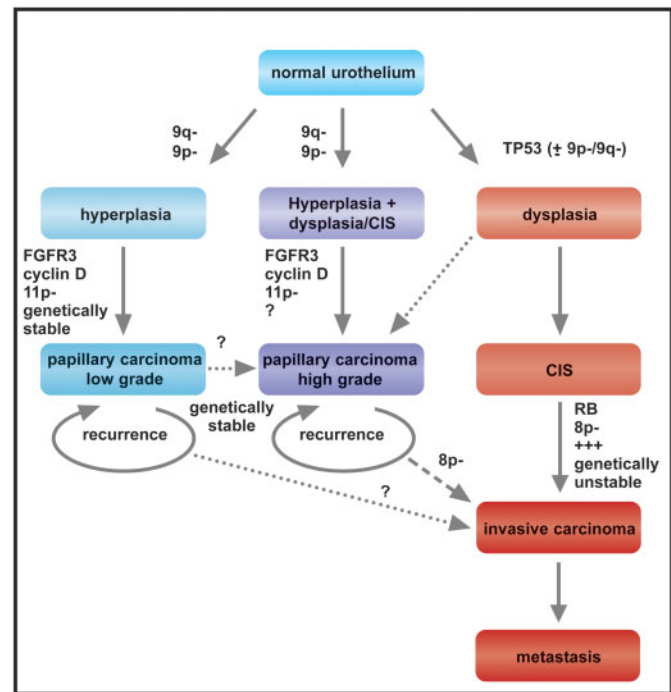 normal urothelium
9q-
9p-
9q-
9p-
TP53 (± 9p-/9q-)
hyperplasia
Hyperplasia +
dysplasia/CIS
dysplasia
FGFR3
cyclin D
11p-
genetically
stable
FGFR3
cyclin D
11p-
?
papillary carcinoma
low grade
?
papillary carcinoma
high grade
CIS
genetically
stable
recurrence
recurrence
RB
8p-
+++
genetically
unstable
8p-
?
invasive carcinoma
metastasis